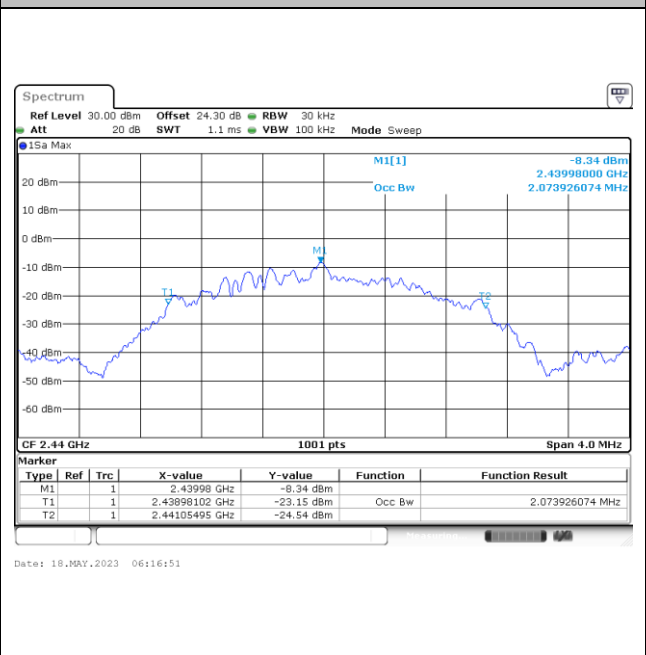 Spectrum
Ref Level 30.00 dBm Offset 24.30 dB RBW 30 kHz
Att 20 dB SWT 1.1 ms VBW 100 kHz Mode Sweep
1Sa Max
M1[1] -8.34 dBm
2.43998000 GHz
Occ Bw 2.073926074 MHz
20 dBm
10 dBm
0 dBm
M1
-10 dBm
T1
T2
-20 dBm
-30 dBm
-40 dBm
-50 dBm
-60 dBm
CF 2.44 GHz 1001 pts Span 4.0 MHz
Marker
Type Ref Trc X-value Y-value Function Function Result
M1 1 2.43998 GHz -8.34 dBm
T1 1 2.43898102 GHz -23.15 dBm Occ Bw 2.073926074 MHz
T2 1 2.44105495 GHz -24.54 dBm
Measuring...
Date: 18.MAY.2023 06:16:51